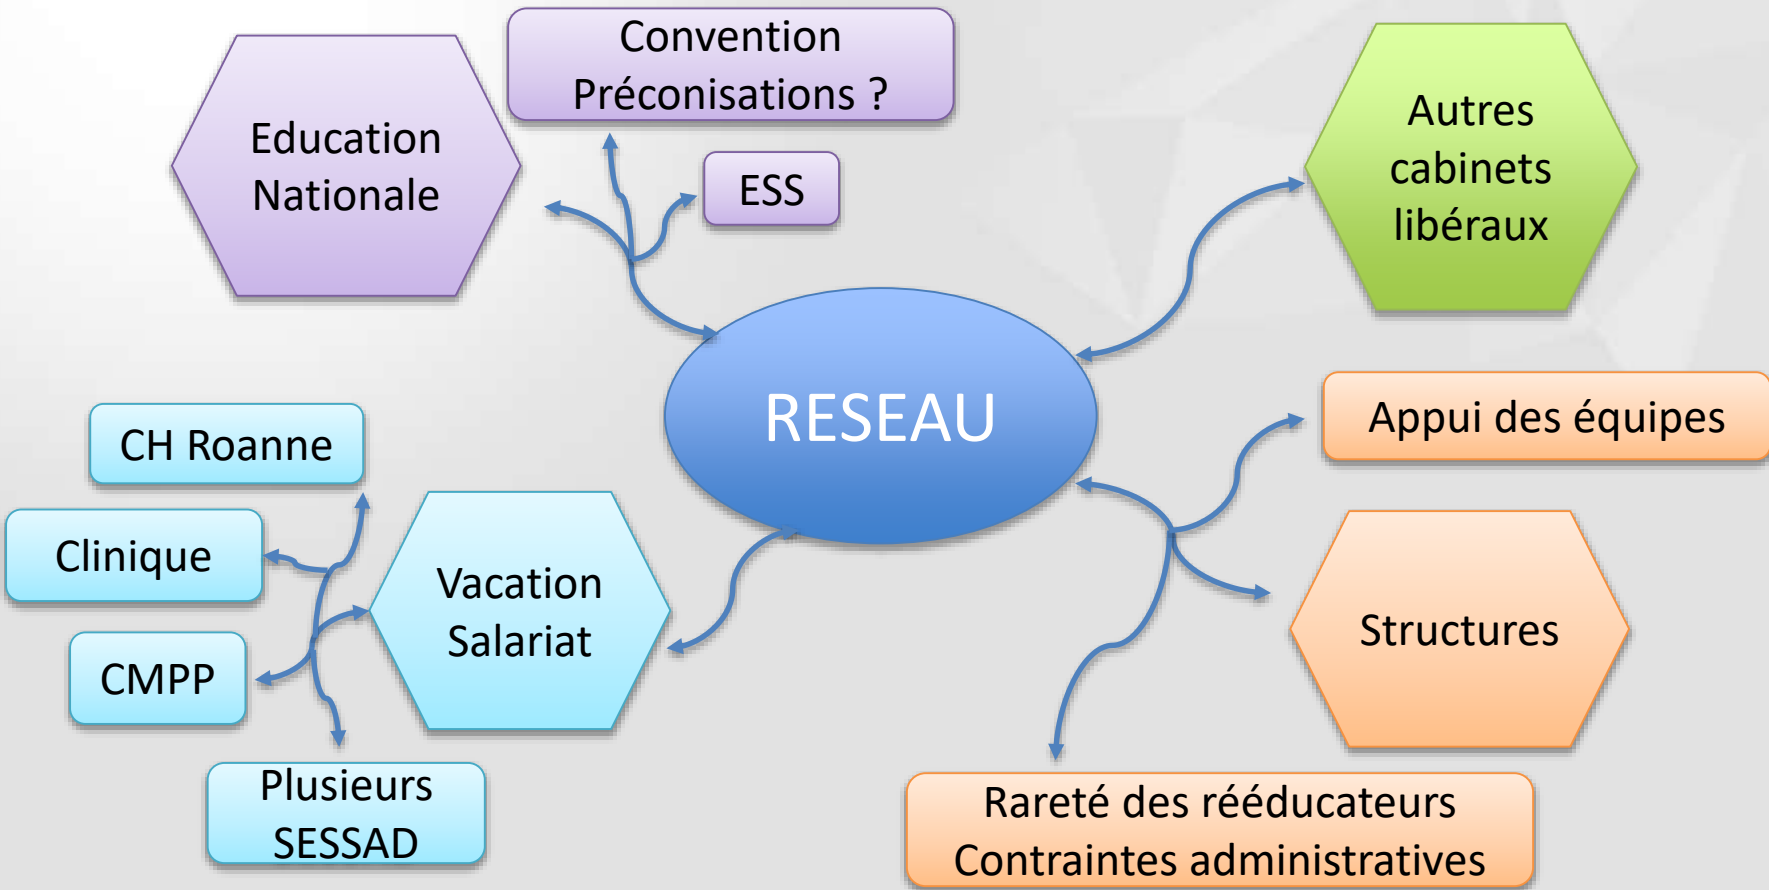 Convention
Préconisations ?
Education
Nationale
ESS
Autres
cabinets
libéraux
RESEAU
Appui des équipes
CH Roanne
Clinique
Vacation
Salariat
CMPP
Structures
Plusieurs
SESSAD
Rareté des rééducateurs
Contraintes administratives